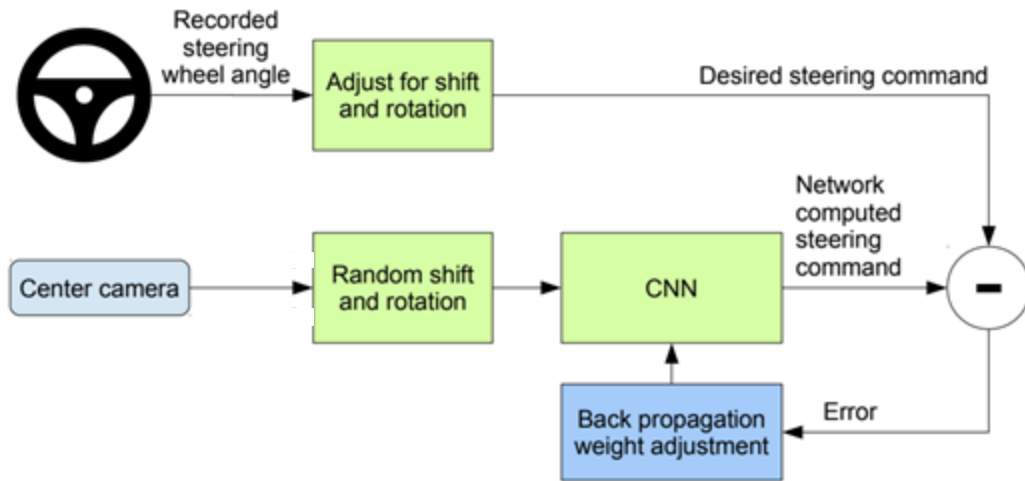 Recorded
steering
wheel angle
Adjust for shift
and rotation
Desired steering command
Network
computed
steering
command
Center camera
Random shift
and rotation
CNN
-
Back propagation
weight adjustment
Error